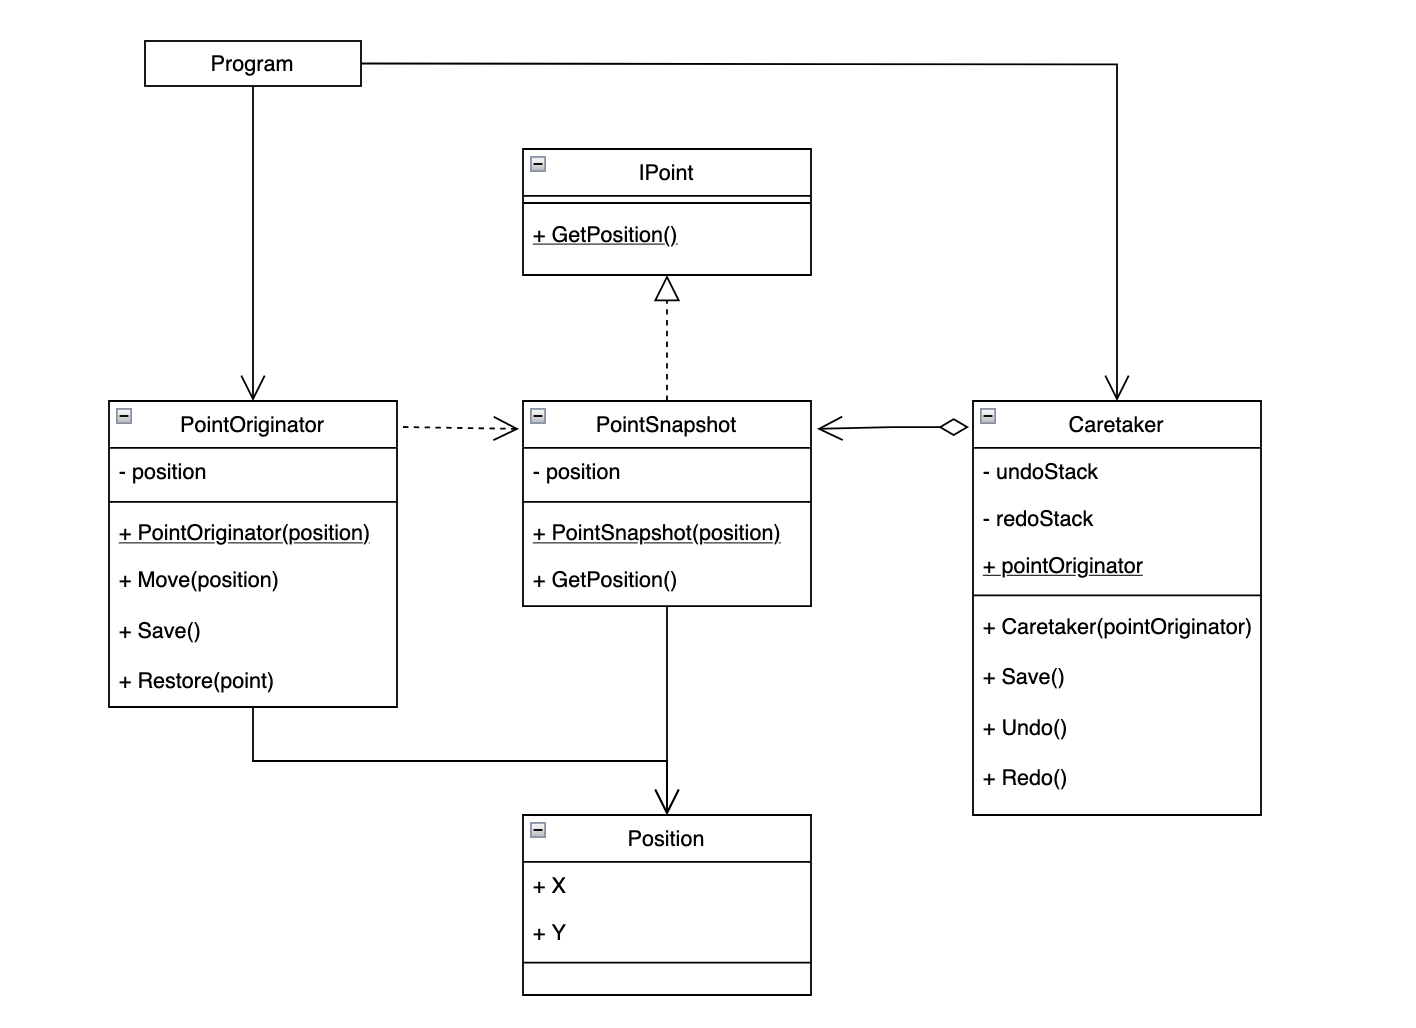 Program
IPoint
+ GetPosition()
PointOriginator
- position
+ PointOriginator(position)
+ Move(position)
+ Save()
+ Restore(point)
PointSnapshot
- position
+ PointSnapshot(position)
+ GetPosition()
Caretaker
- undoStack
- redoStack
+ pointOriginator
+ Caretaker(pointOriginator)
+ Save()
+ Undo()
+ Redo()
Position
+ X
+ Y